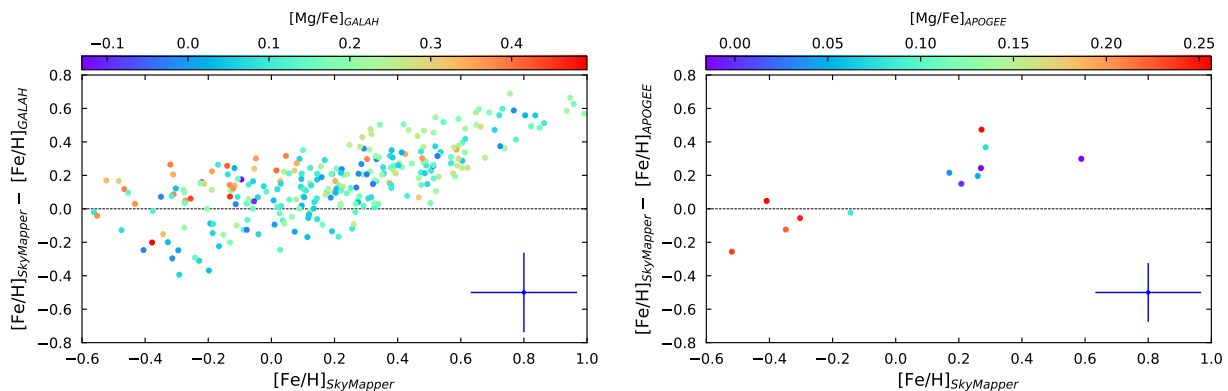 [Mg/Fe]GALAH
−0.1 0.0 0.1 0.2 0.3 0.4
0.8
0.6
0.4
0.2
0.0
−0.2
−0.4
−0.6
−0.8
[Fe/H]SkyMapper − [Fe/H]GALAH
−0.6 −0.4 −0.2 0.0 0.2 0.4 0.6 0.8 1.0
[Fe/H]SkyMapper
[Mg/Fe]APOGEE
0.00 0.05 0.10 0.15 0.20 0.25
0.8
0.6
0.4
0.2
0.0
−0.2
−0.4
−0.6
−0.8
[Fe/H]SkyMapper − [Fe/H]APOGEE
−0.6 −0.4 −0.2 0.0 0.2 0.4 0.6 0.8 1.0
[Fe/H]SkyMapper